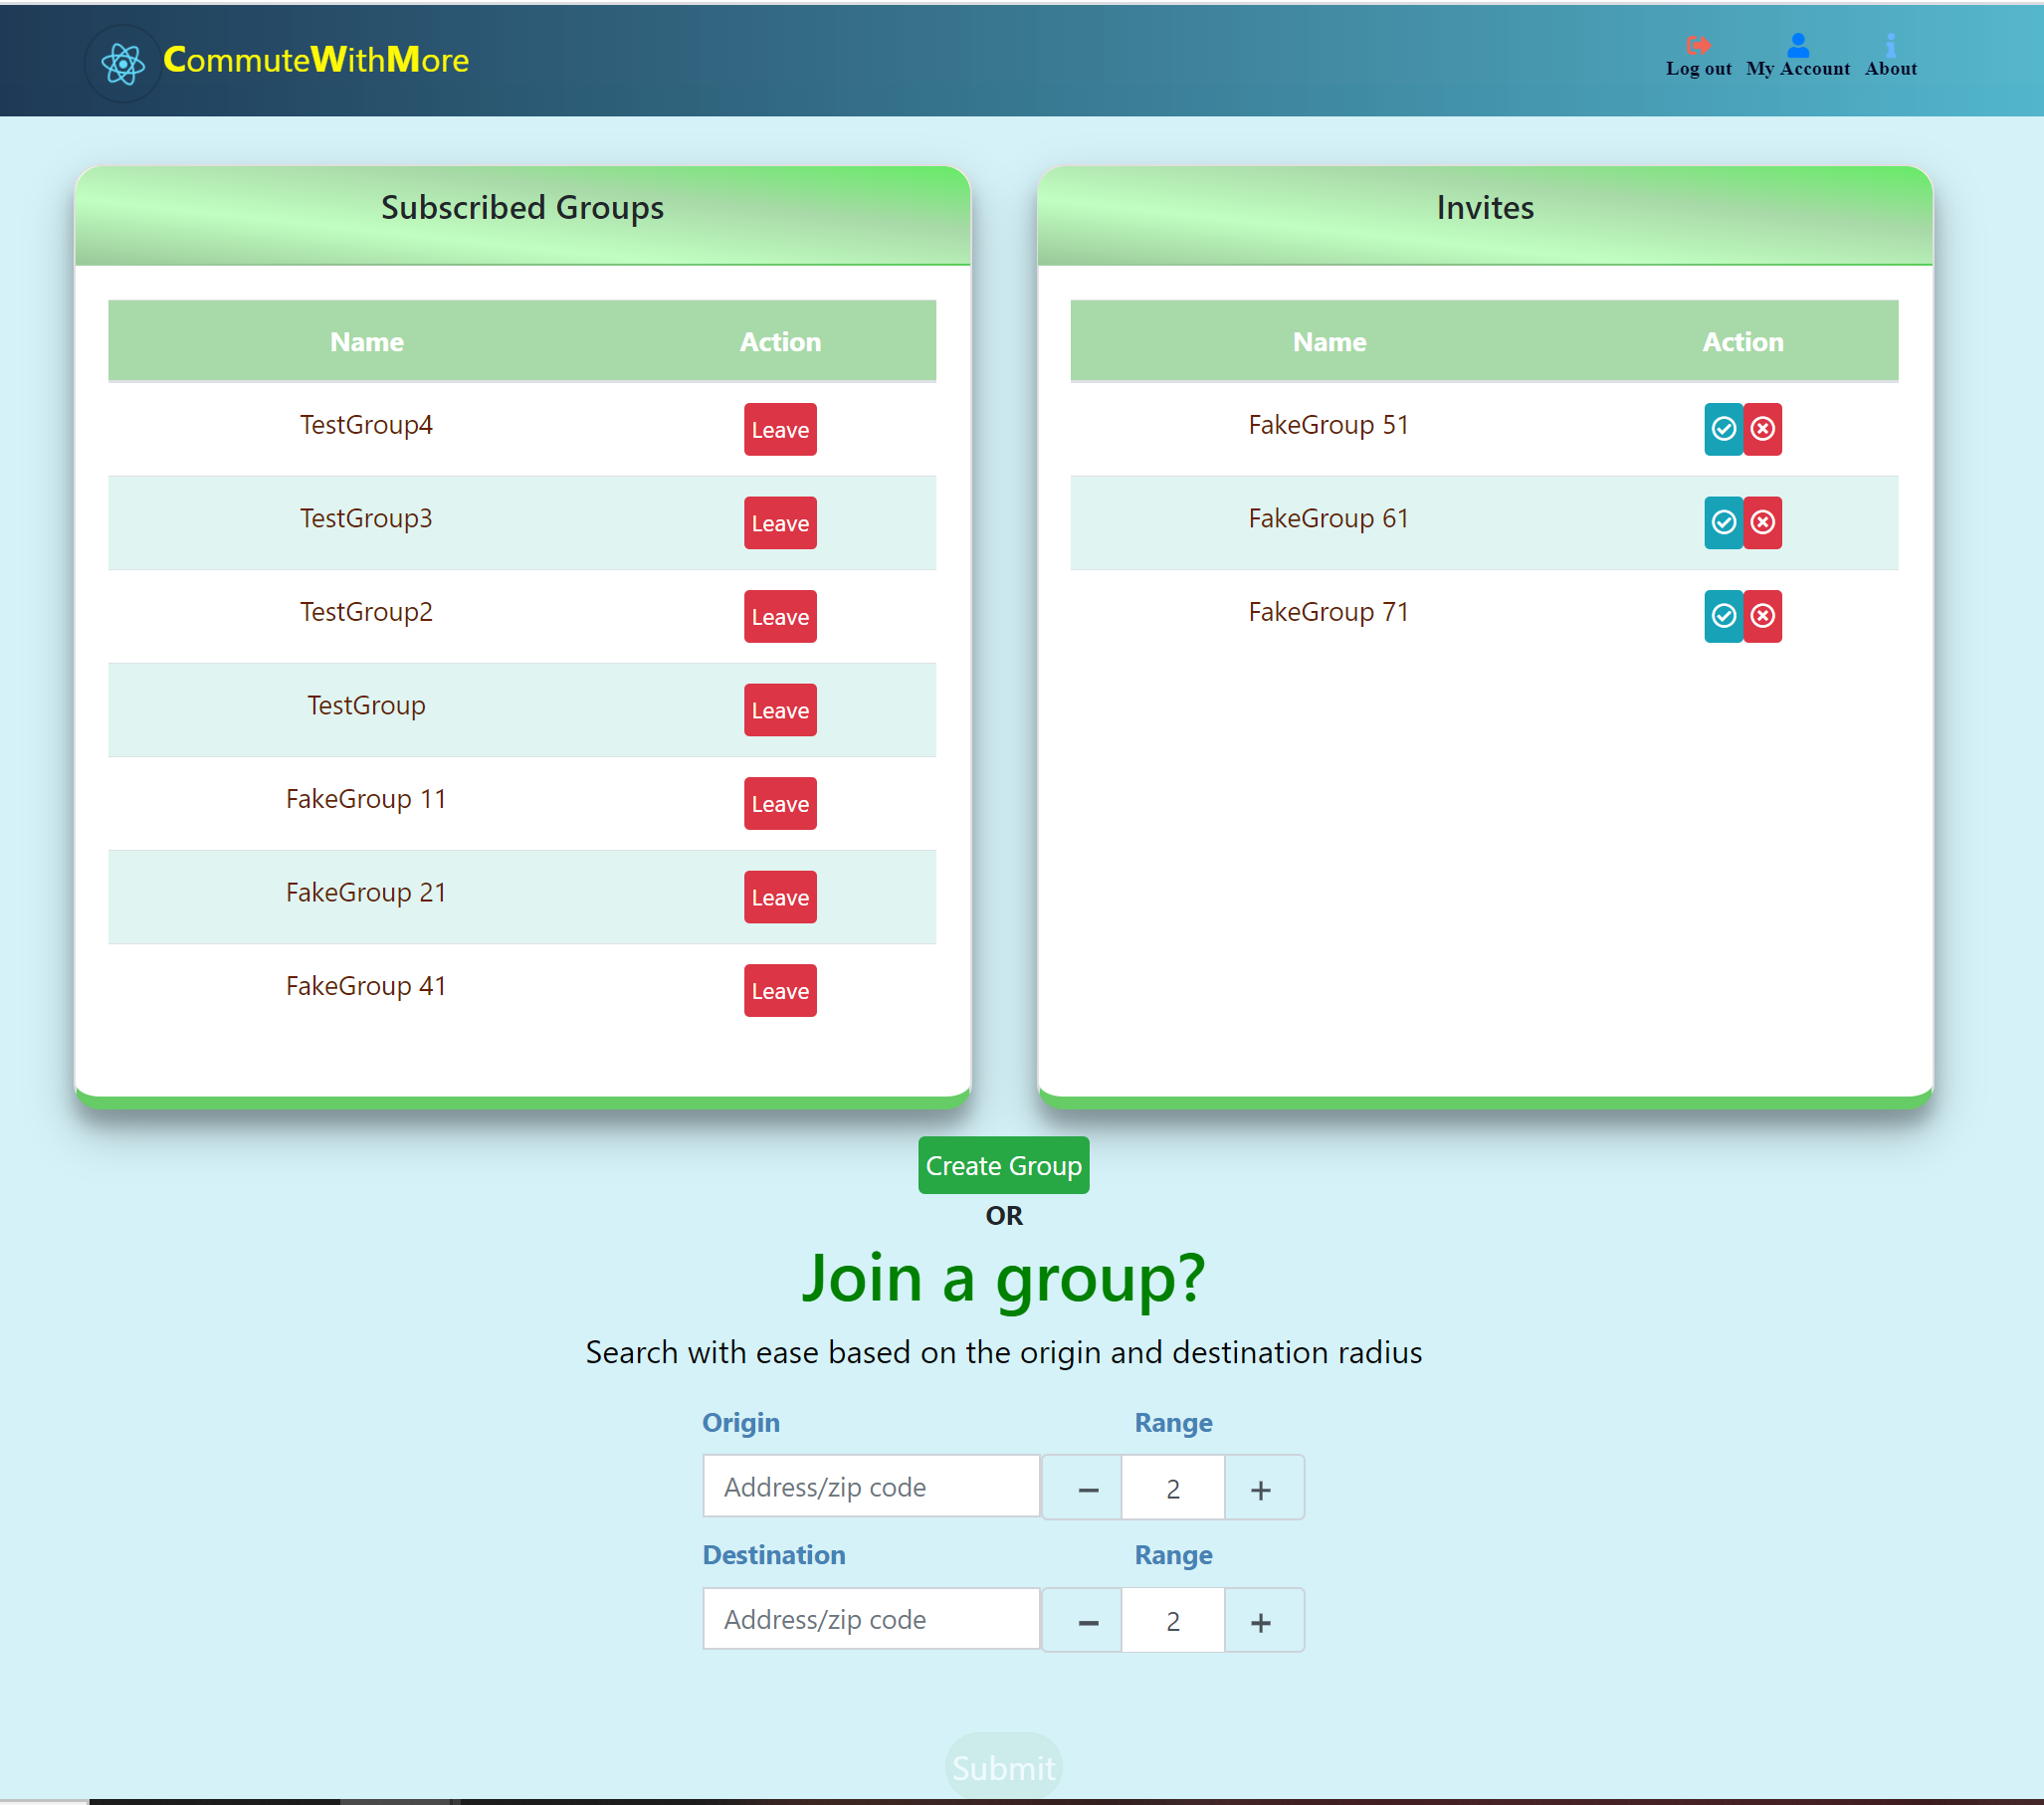 CommuteWithMore
Log out My Account About
Subscribed Groups
Name Action
TestGroup4 Leave
TestGroup3 Leave
TestGroup2 Leave
TestGroup Leave
FakeGroup 11 Leave
FakeGroup 21 Leave
FakeGroup 41 Leave
Invites
Name Action
FakeGroup 51
FakeGroup 61
FakeGroup 71
Create Group
OR
Join a group?
Search with ease based on the origin and destination radius
Origin Range
Address/zip code − 2 +
Destination Range
Address/zip code − 2 +
Submit